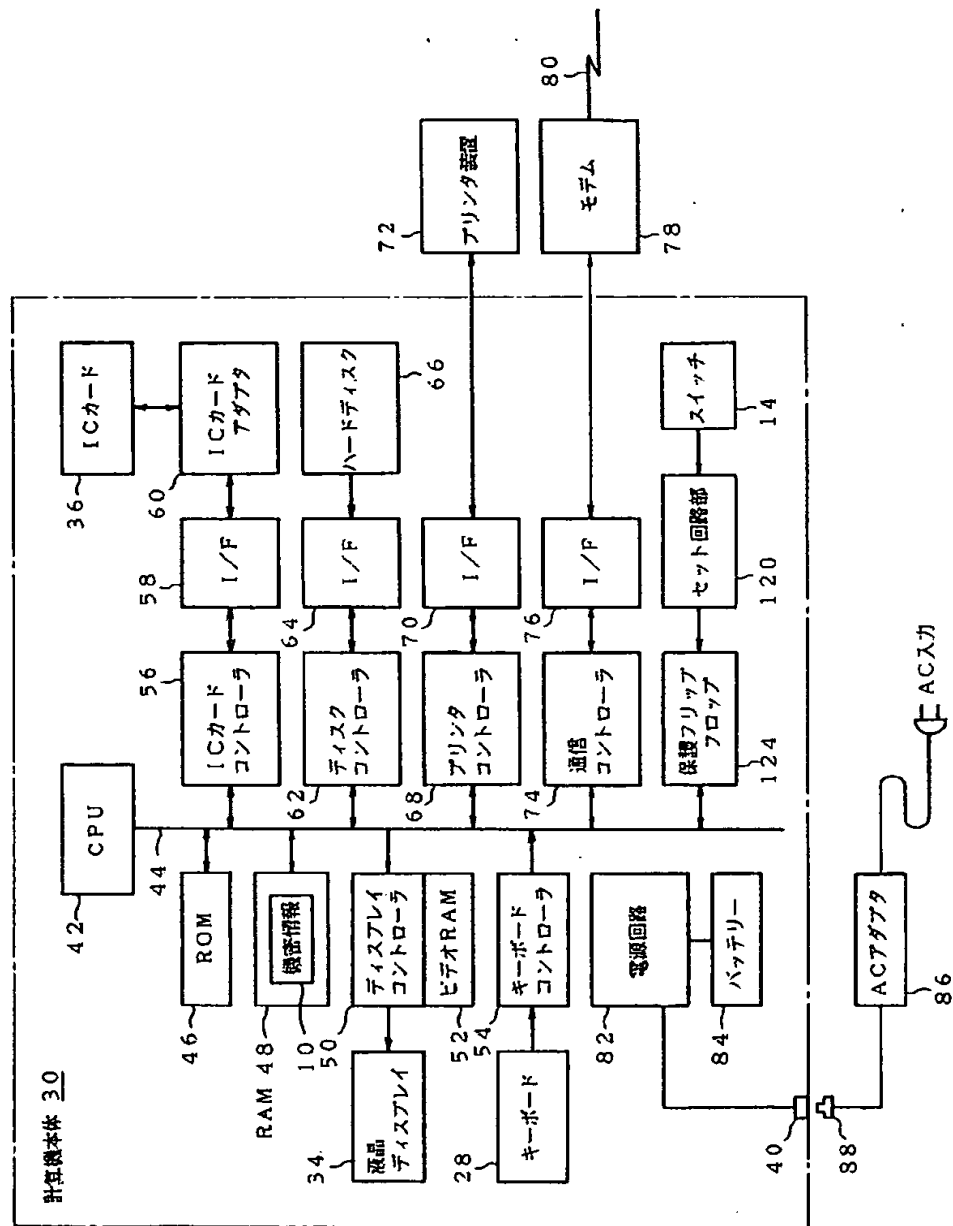 計算機本体 30
CPU
42
44
ROM
46
RAM 48
機密情報
10
ディスプレイ
コントローラ
50
ビデオRAM
52
液晶
ディスプレイ
34
キーボード
コントローラ
54
キーボード
28
電源回路
82
バッテリー
84
40
88
ACアダプタ
86
AC入力
ICカード
コントローラ
56
I/F
58
ICカード
アダプタ
60
ICカード
36
ディスク
コントローラ
62
I/F
64
ハードディスク
66
プリンタ
コントローラ
68
I/F
70
プリンタ装置
72
通信
コントローラ
74
I/F
76
モデム
78
80
保護フリップ
フロップ
124
セット回路部
120
スイッチ
14